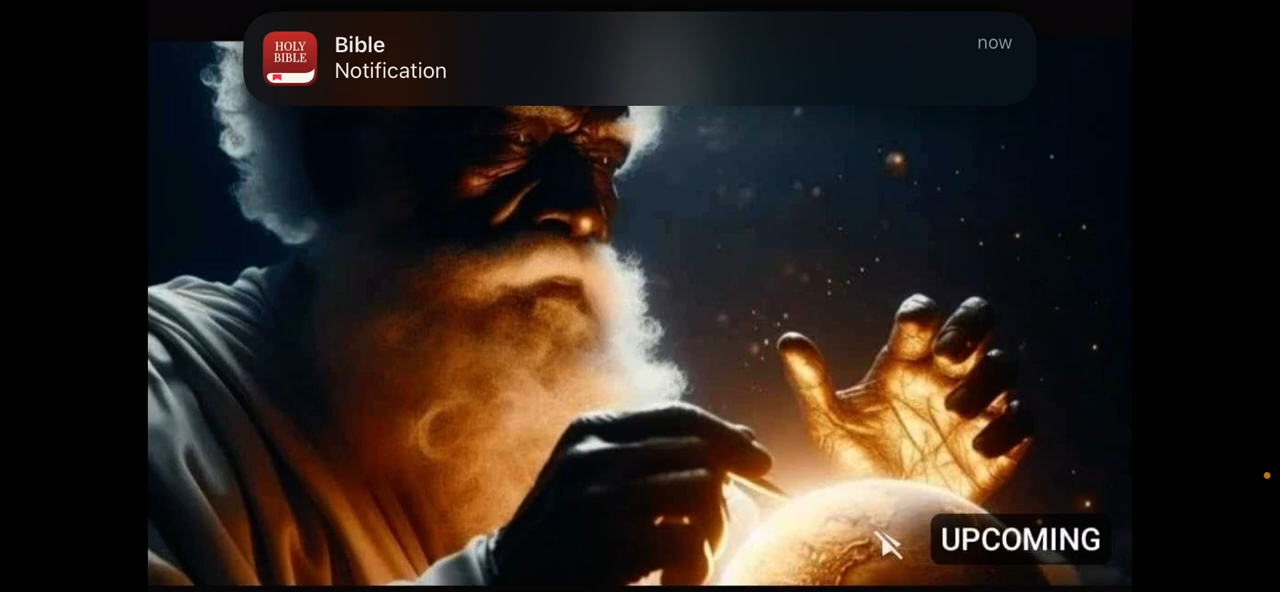 HOLY
BIBLE
Bible
now
Notification
UPCOMING